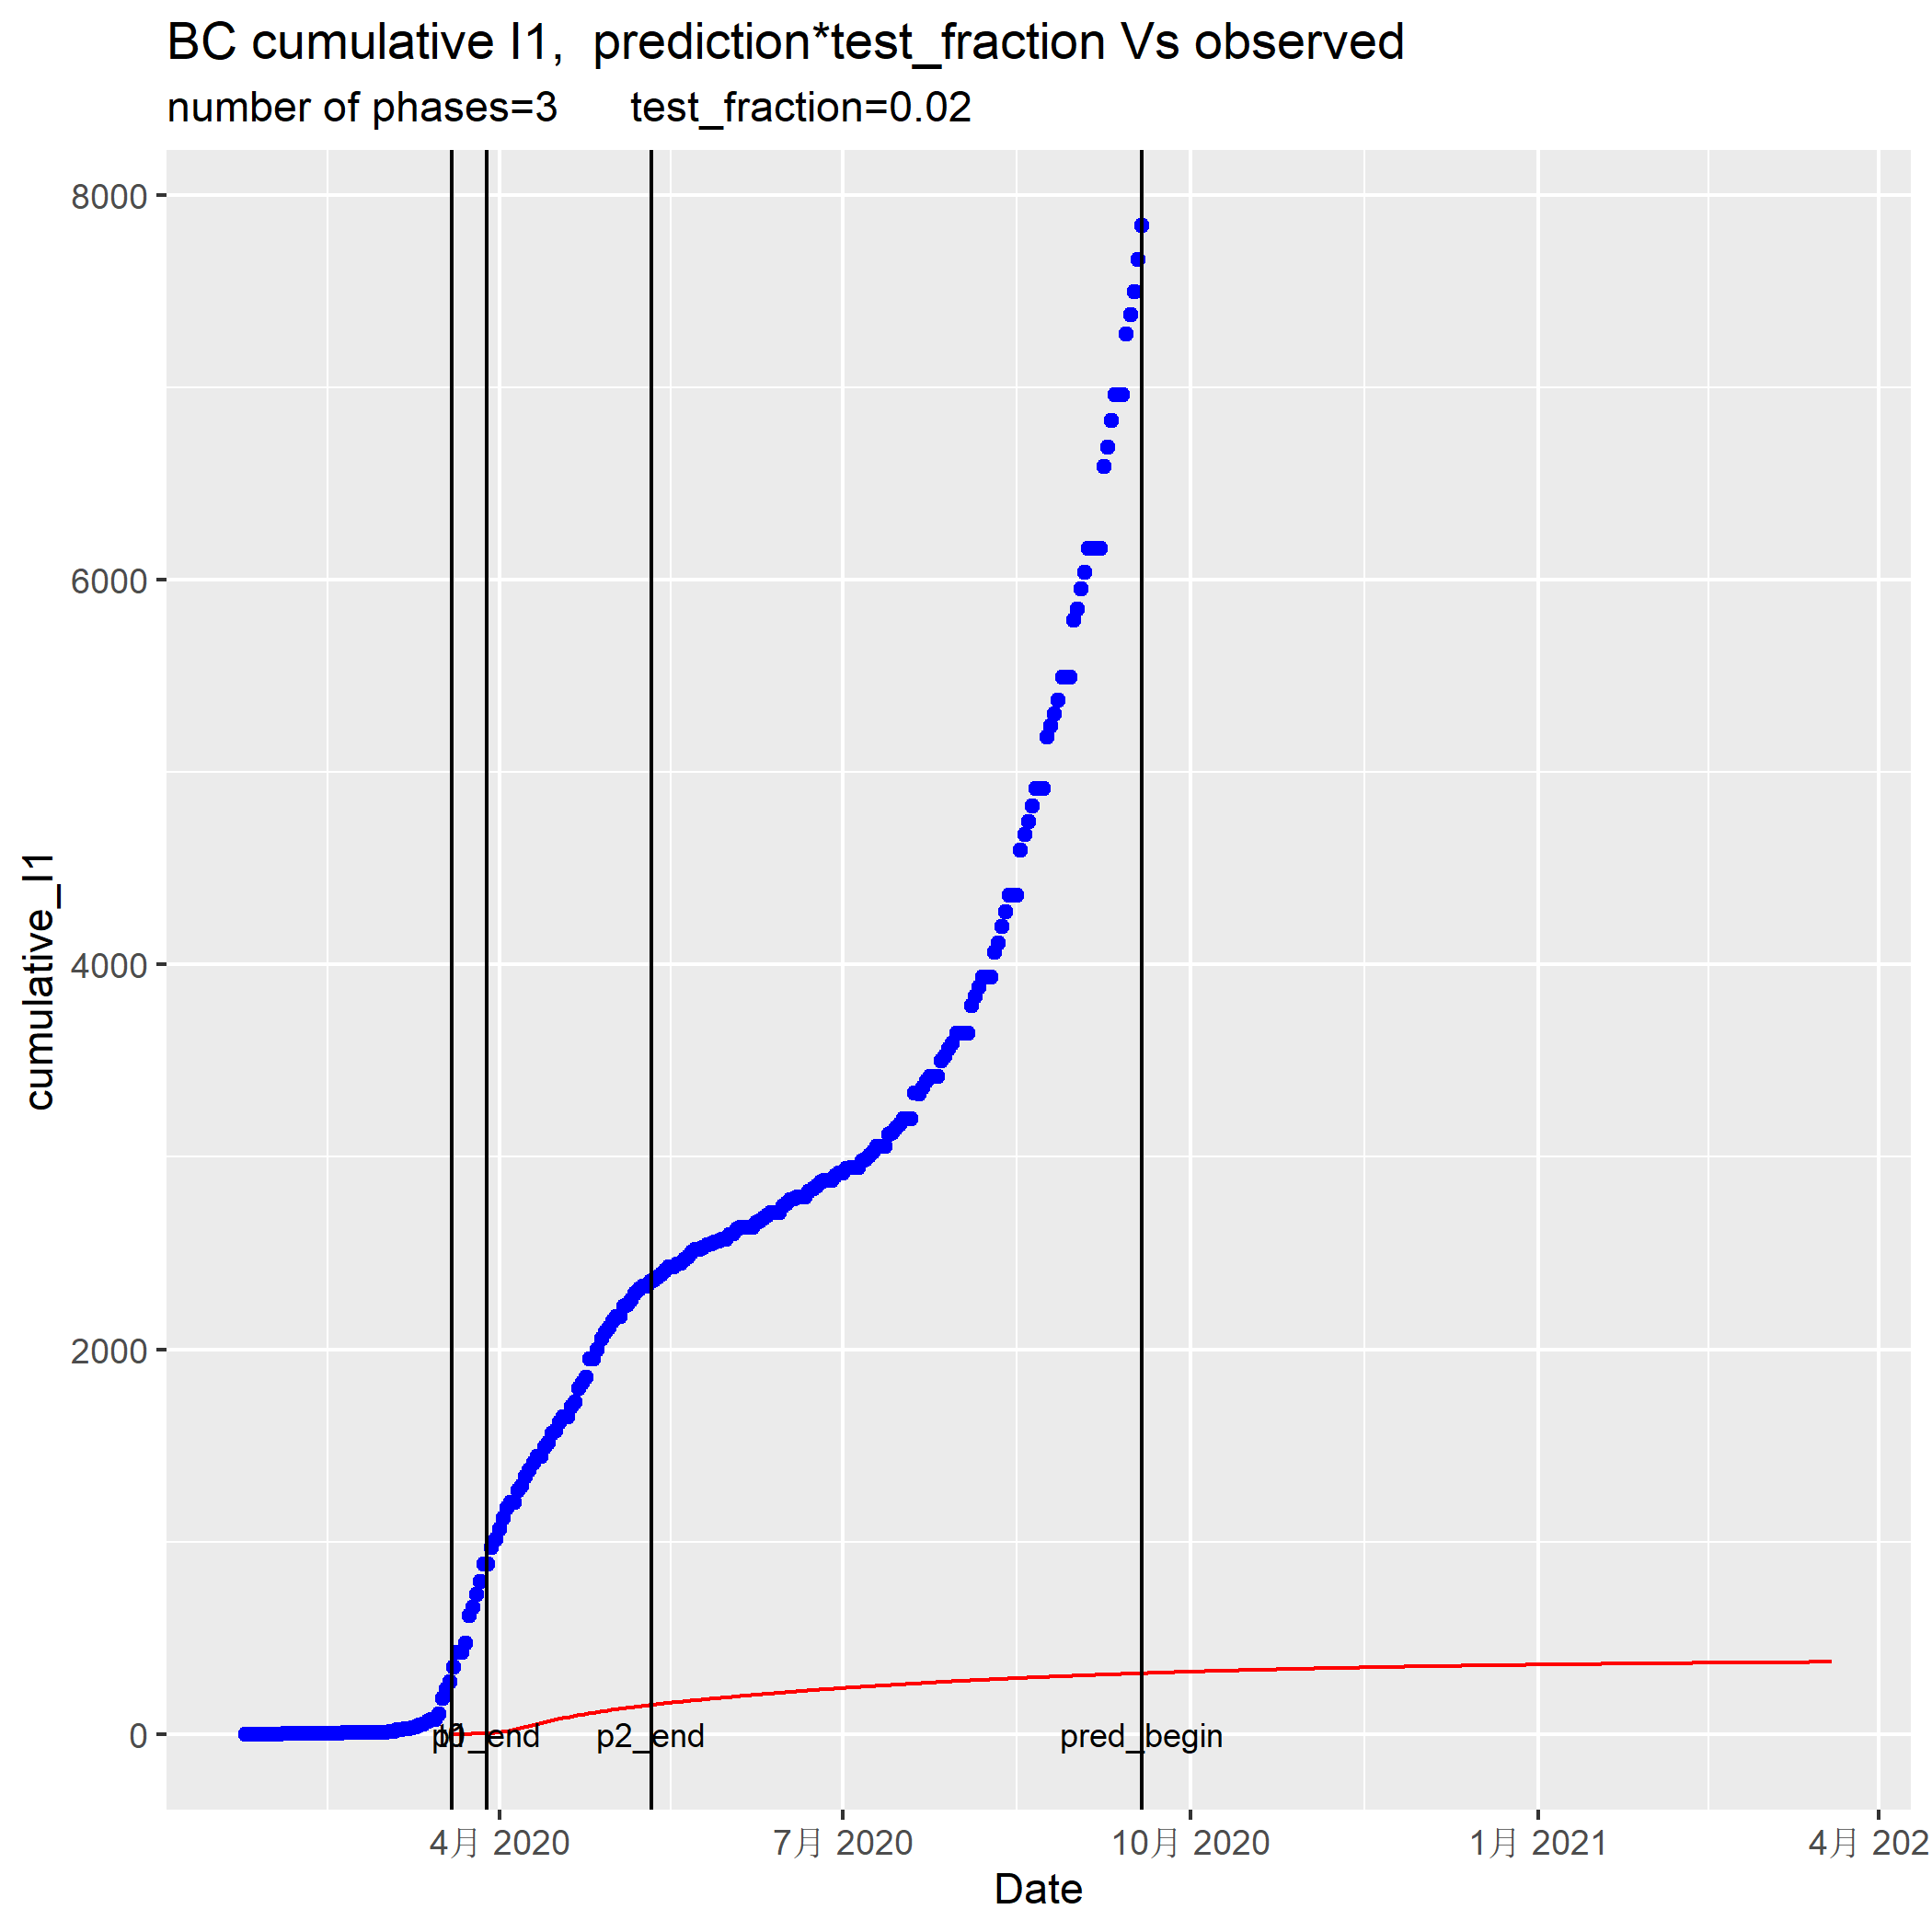 BC cumulative I1,  prediction*test_fraction Vs observed
number of phases=3      test_fraction=0.02
8000
6000
4000
2000
0
cumulative_I1
p1_end
p2_end
pred_begin
4月 2020
7月 2020
10月 2020
1月 2021
4月 202
Date